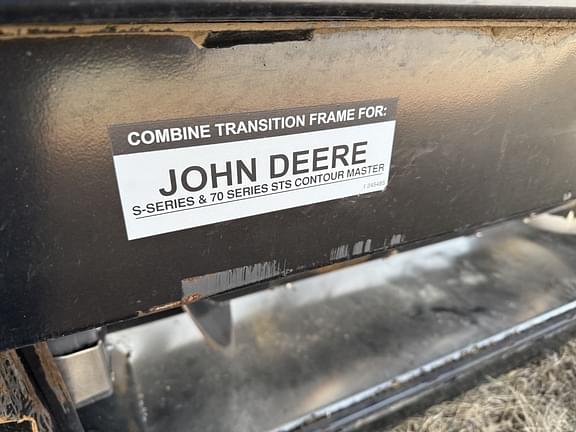 COMBINE TRANSITION FRAME FOR:
JOHN DEERE
S-SERIES & 70 SERIES STS CONTOUR MASTER